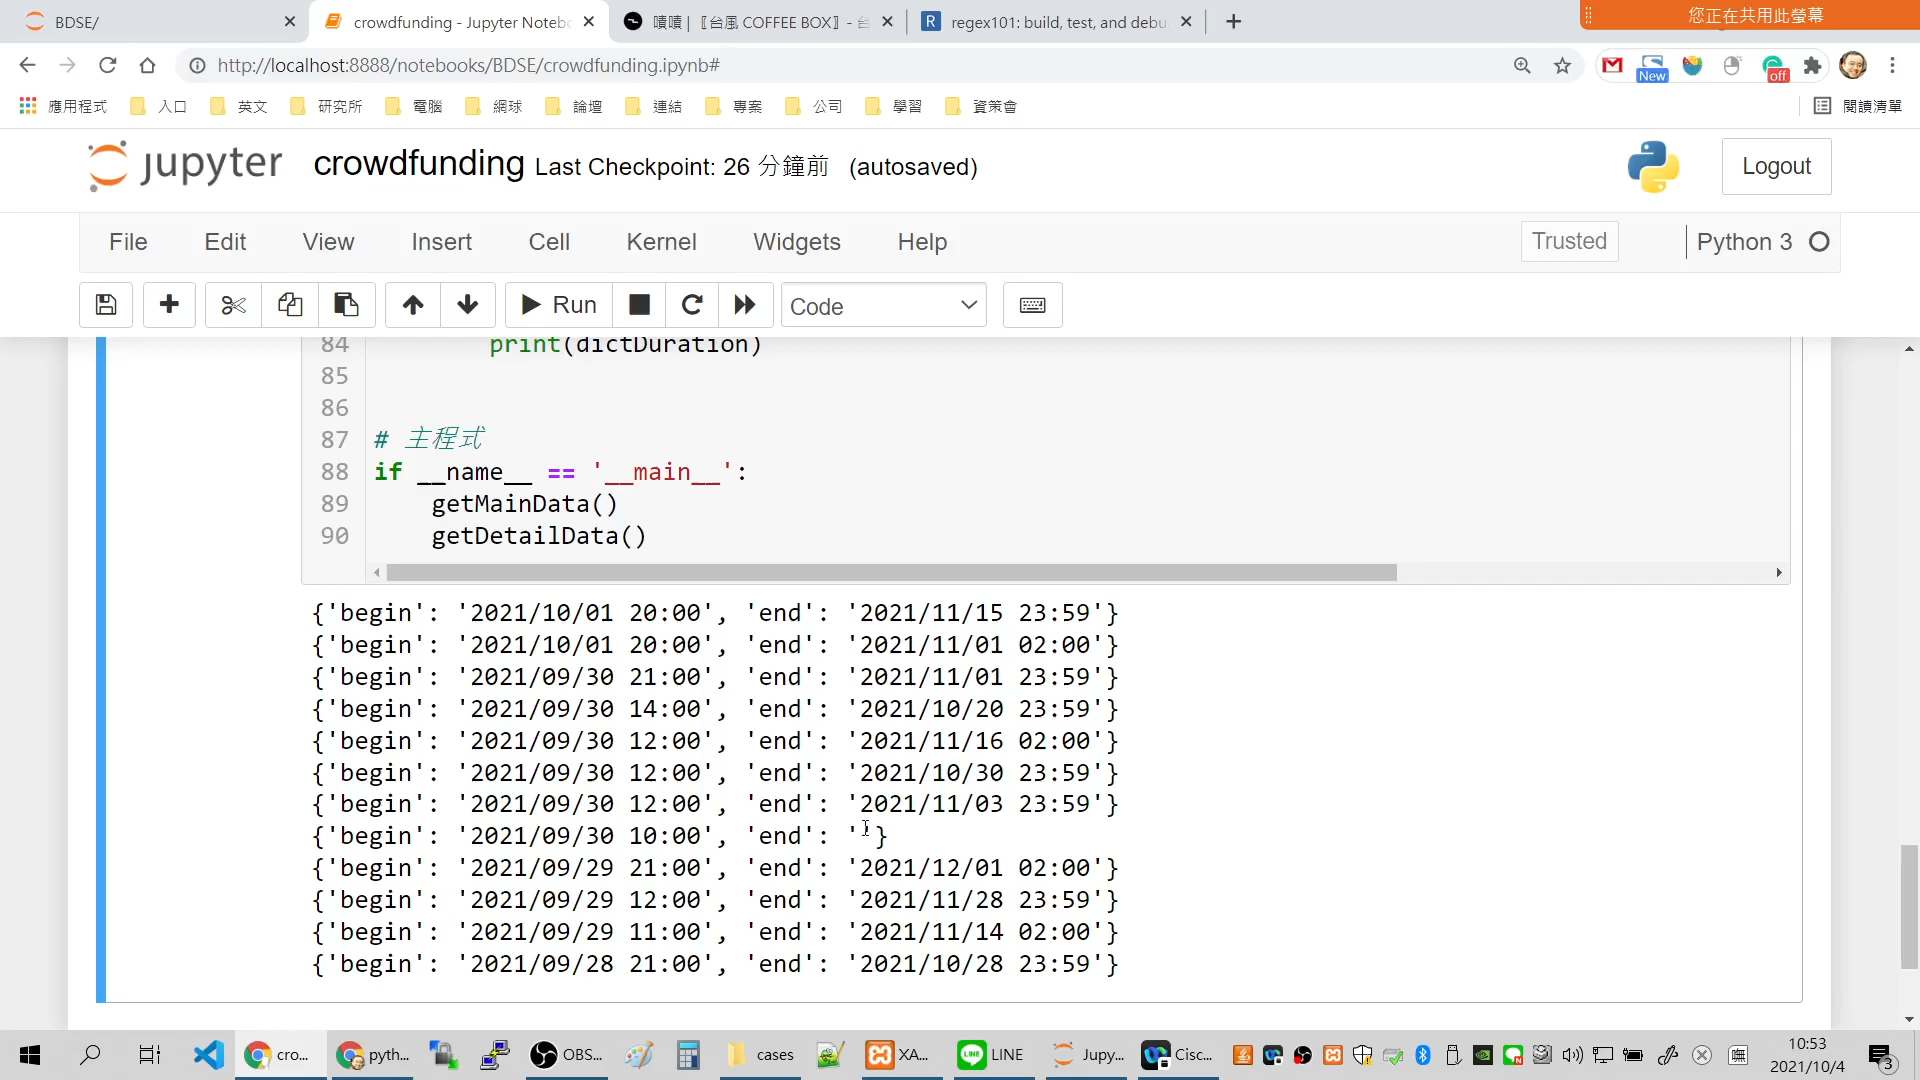 您正在共用此螢幕
BDSE/
crowdfunding - Jupyter Notebo
嘖嘖 | 〖台風 COFFEE BOX〗- 台
regex101: build, test, and debu
http://localhost:8888/notebooks/BDSE/crowdfunding.ipynb#
New
off
應用程式 入口 英文 研究所 電腦 網球 論壇 連結 專案 公司 學習 資策會 閱讀清單
jupyter crowdfunding Last Checkpoint: 26 分鐘前 (autosaved)
Logout
File Edit View Insert Cell Kernel Widgets Help
Trusted
Python 3
Run
Code
84 print(dictDuration)
85
86
87 # 主程式
88 if __name__ == '__main__':
89 getMainData()
90 getDetailData()
{'begin': '2021/10/01 20:00', 'end': '2021/11/15 23:59'}
{'begin': '2021/10/01 20:00', 'end': '2021/11/01 02:00'}
{'begin': '2021/09/30 21:00', 'end': '2021/11/01 23:59'}
{'begin': '2021/09/30 14:00', 'end': '2021/10/20 23:59'}
{'begin': '2021/09/30 12:00', 'end': '2021/11/16 02:00'}
{'begin': '2021/09/30 12:00', 'end': '2021/10/30 23:59'}
{'begin': '2021/09/30 12:00', 'end': '2021/11/03 23:59'}
{'begin': '2021/09/30 10:00', 'end': ''}
{'begin': '2021/09/29 21:00', 'end': '2021/12/01 02:00'}
{'begin': '2021/09/29 12:00', 'end': '2021/11/28 23:59'}
{'begin': '2021/09/29 11:00', 'end': '2021/11/14 02:00'}
{'begin': '2021/09/28 21:00', 'end': '2021/10/28 23:59'}
cro... pyth... OBS... cases XA... LINE Jupy... Cisc...
10:53
2021/10/4
3